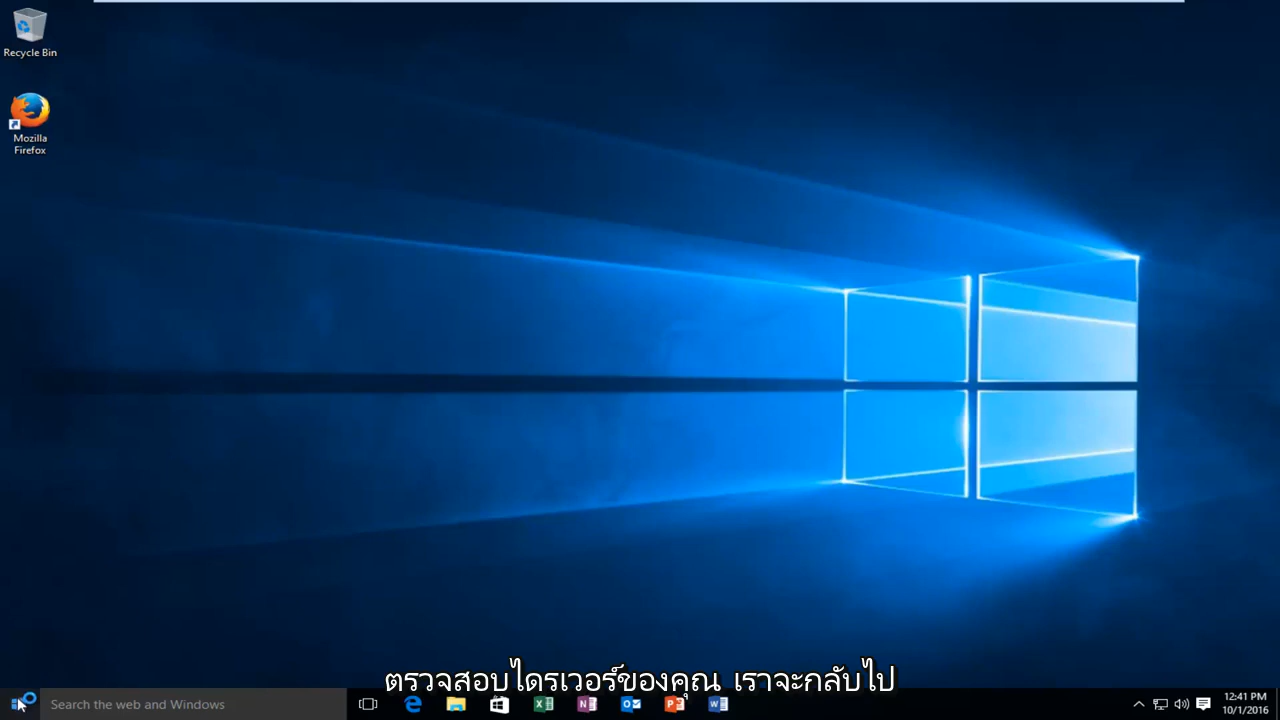 Recycle Bin
Mozilla
Firefox
ตรวจสอบไดรเวอร์ของคุณ เราจะกลับไป
Search the web and Windows
12:41 PM
10/1/2016